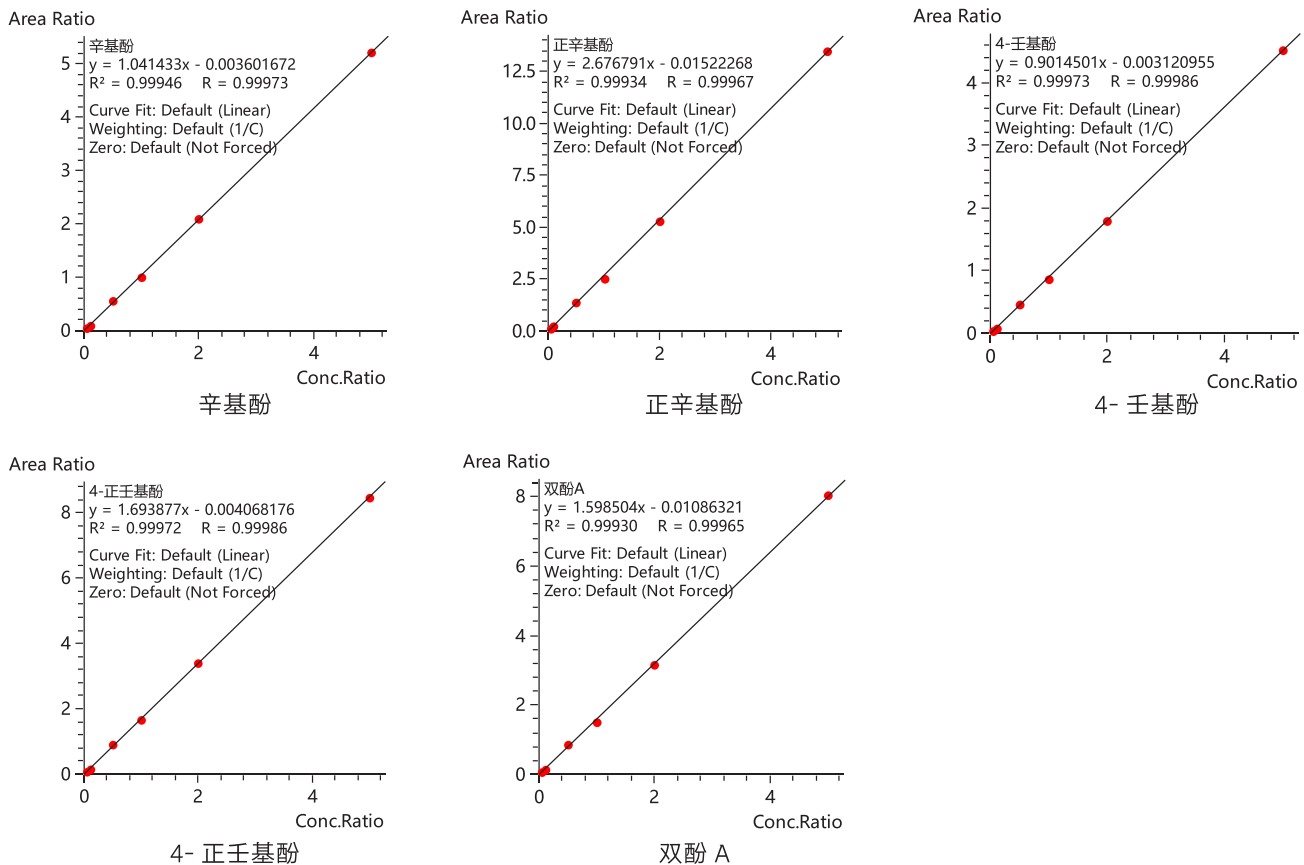 Area Ratio
辛基酚
y = 1.041433x - 0.003601672
R² = 0.99946 R = 0.99973
Curve Fit: Default (Linear)
Weighting: Default (1/C)
Zero: Default (Not Forced)
5
4
3
2
1
0
0 2 4
Conc.Ratio
辛基酚
Area Ratio
正辛基酚
y = 2.676791x - 0.01522268
R² = 0.99934 R = 0.99967
Curve Fit: Default (Linear)
Weighting: Default (1/C)
Zero: Default (Not Forced)
12.5
10.0
7.5
5.0
2.5
0.0
0 2 4
Conc.Ratio
正辛基酚
Area Ratio
4-壬基酚
y = 0.9014501x - 0.003120955
R² = 0.99973 R = 0.99986
Curve Fit: Default (Linear)
Weighting: Default (1/C)
Zero: Default (Not Forced)
4
3
2
1
0
0 2 4
Conc.Ratio
4- 壬基酚
Area Ratio
4-正壬基酚
y = 1.693877x - 0.004068176
R² = 0.99972 R = 0.99986
Curve Fit: Default (Linear)
Weighting: Default (1/C)
Zero: Default (Not Forced)
8
6
4
2
0
0 2 4
Conc.Ratio
4- 正壬基酚
Area Ratio
双酚A
y = 1.598504x - 0.01086321
R² = 0.99930 R = 0.99965
Curve Fit: Default (Linear)
Weighting: Default (1/C)
Zero: Default (Not Forced)
8
6
4
2
0
0 2 4
Conc.Ratio
双酚 A